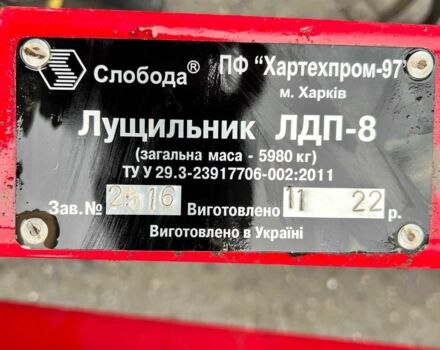 Слобода® ПФ "Хартехпром-97"
м. Харків
Лущильник ЛДП-8
(загальна маса - 5980 кг)
ТУ У 29.3-23917706-002:2011
Зав.№ 2516 Виготовлено 11 22 р.
Виготовлено в Україні